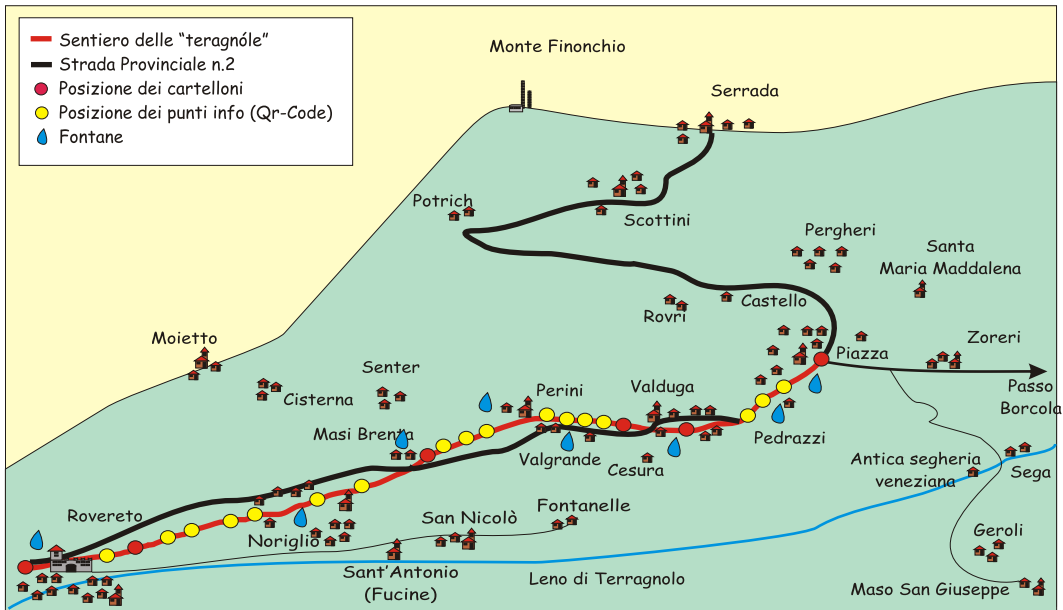 Sentiero delle “teragnóle”
Strada Provinciale n.2
Posizione dei cartelloni
Posizione dei punti info (Qr-Code)
Fontane
Monte Finonchio
Serrada
Potrich
Scottini
Pergheri
Santa
Maria Maddalena
Castello
Rovri
Moietto
Piazza
Zoreri
Senter
Cisterna
Perini
Valduga
Passo
Borcola
Masi Brenta
Pedrazzi
Valgrande
Cesura
Antica segheria
veneziana
Sega
Rovereto
Fontanelle
San Nicolò
Noriglio
Geroli
Sant'Antonio
(Fucine)
Leno di Terragnolo
Maso San Giuseppe